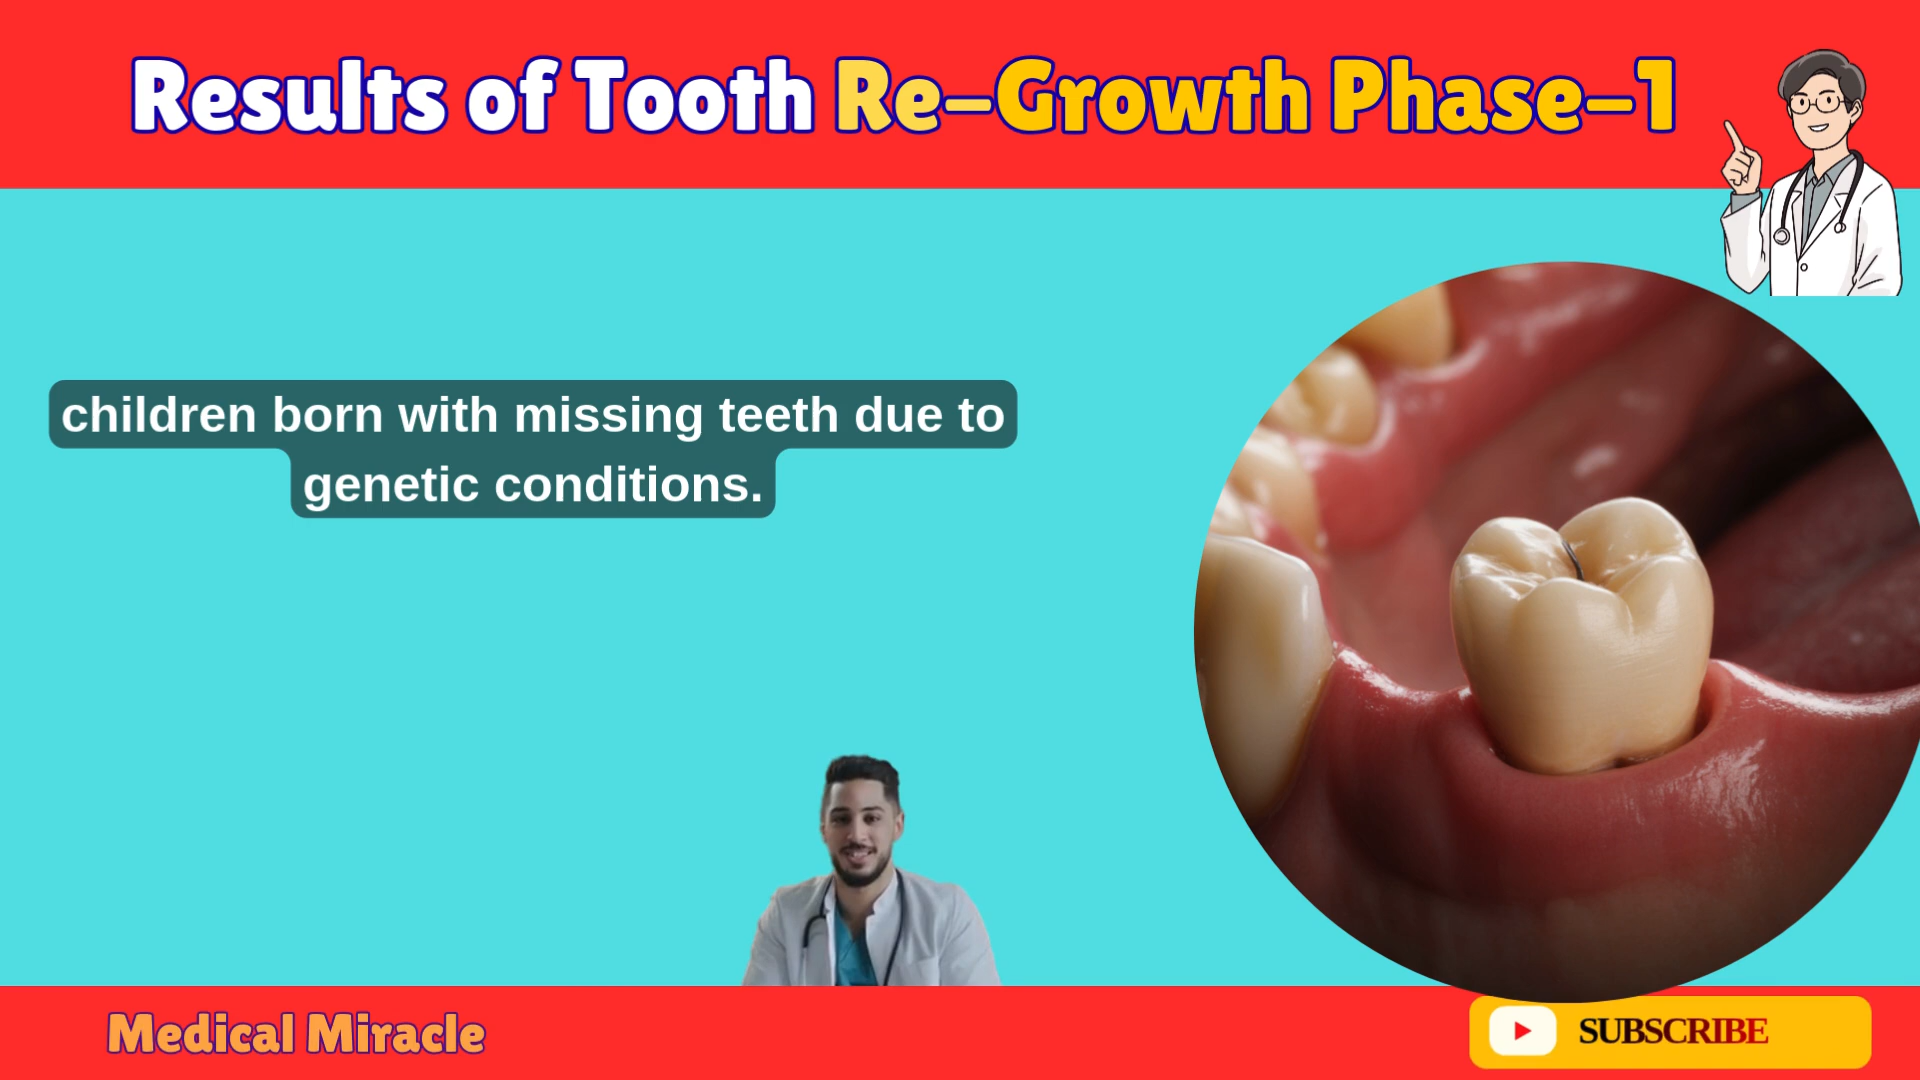 Results of Tooth Re-Growth Phase-1
children born with missing teeth due to
genetic conditions.
Medical Miracle
SUBSCRIBE